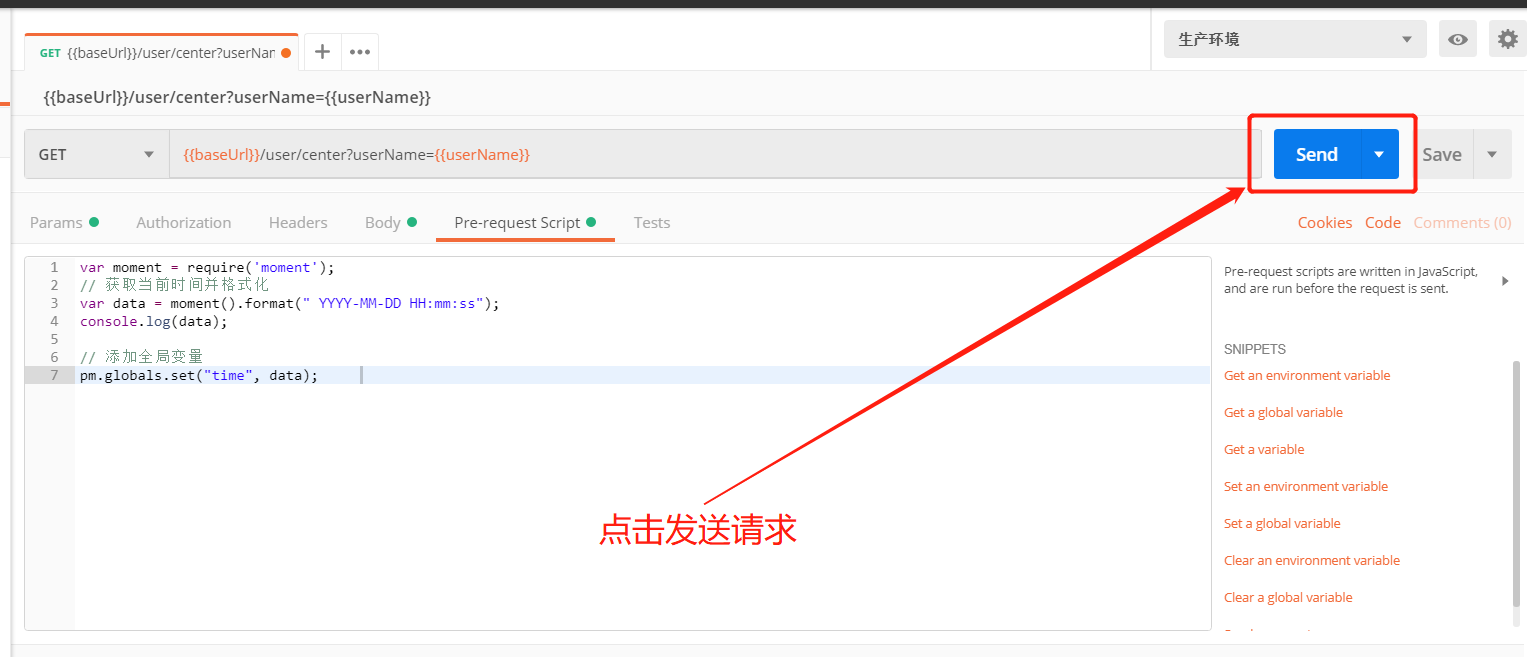 GET {{baseUrl}}/user/center?userNan
生产环境
{{baseUrl}}/user/center?userName={{userName}}
GET
{{baseUrl}}/user/center?userName={{userName}}
Send
Save
Params
Authorization
Headers
Body
Pre-request Script
Tests
Cookies
Code
Comments (0)
1 var moment = require('moment');
2 // 获取当前时间并格式化
3 var data = moment().format(" YYYY-MM-DD HH:mm:ss");
4 console.log(data);
5
6 // 添加全局变量
7 pm.globals.set("time", data);
点击发送请求
Pre-request scripts are written in JavaScript,
and are run before the request is sent.
SNIPPETS
Get an environment variable
Get a global variable
Get a variable
Set an environment variable
Set a global variable
Clear an environment variable
Clear a global variable